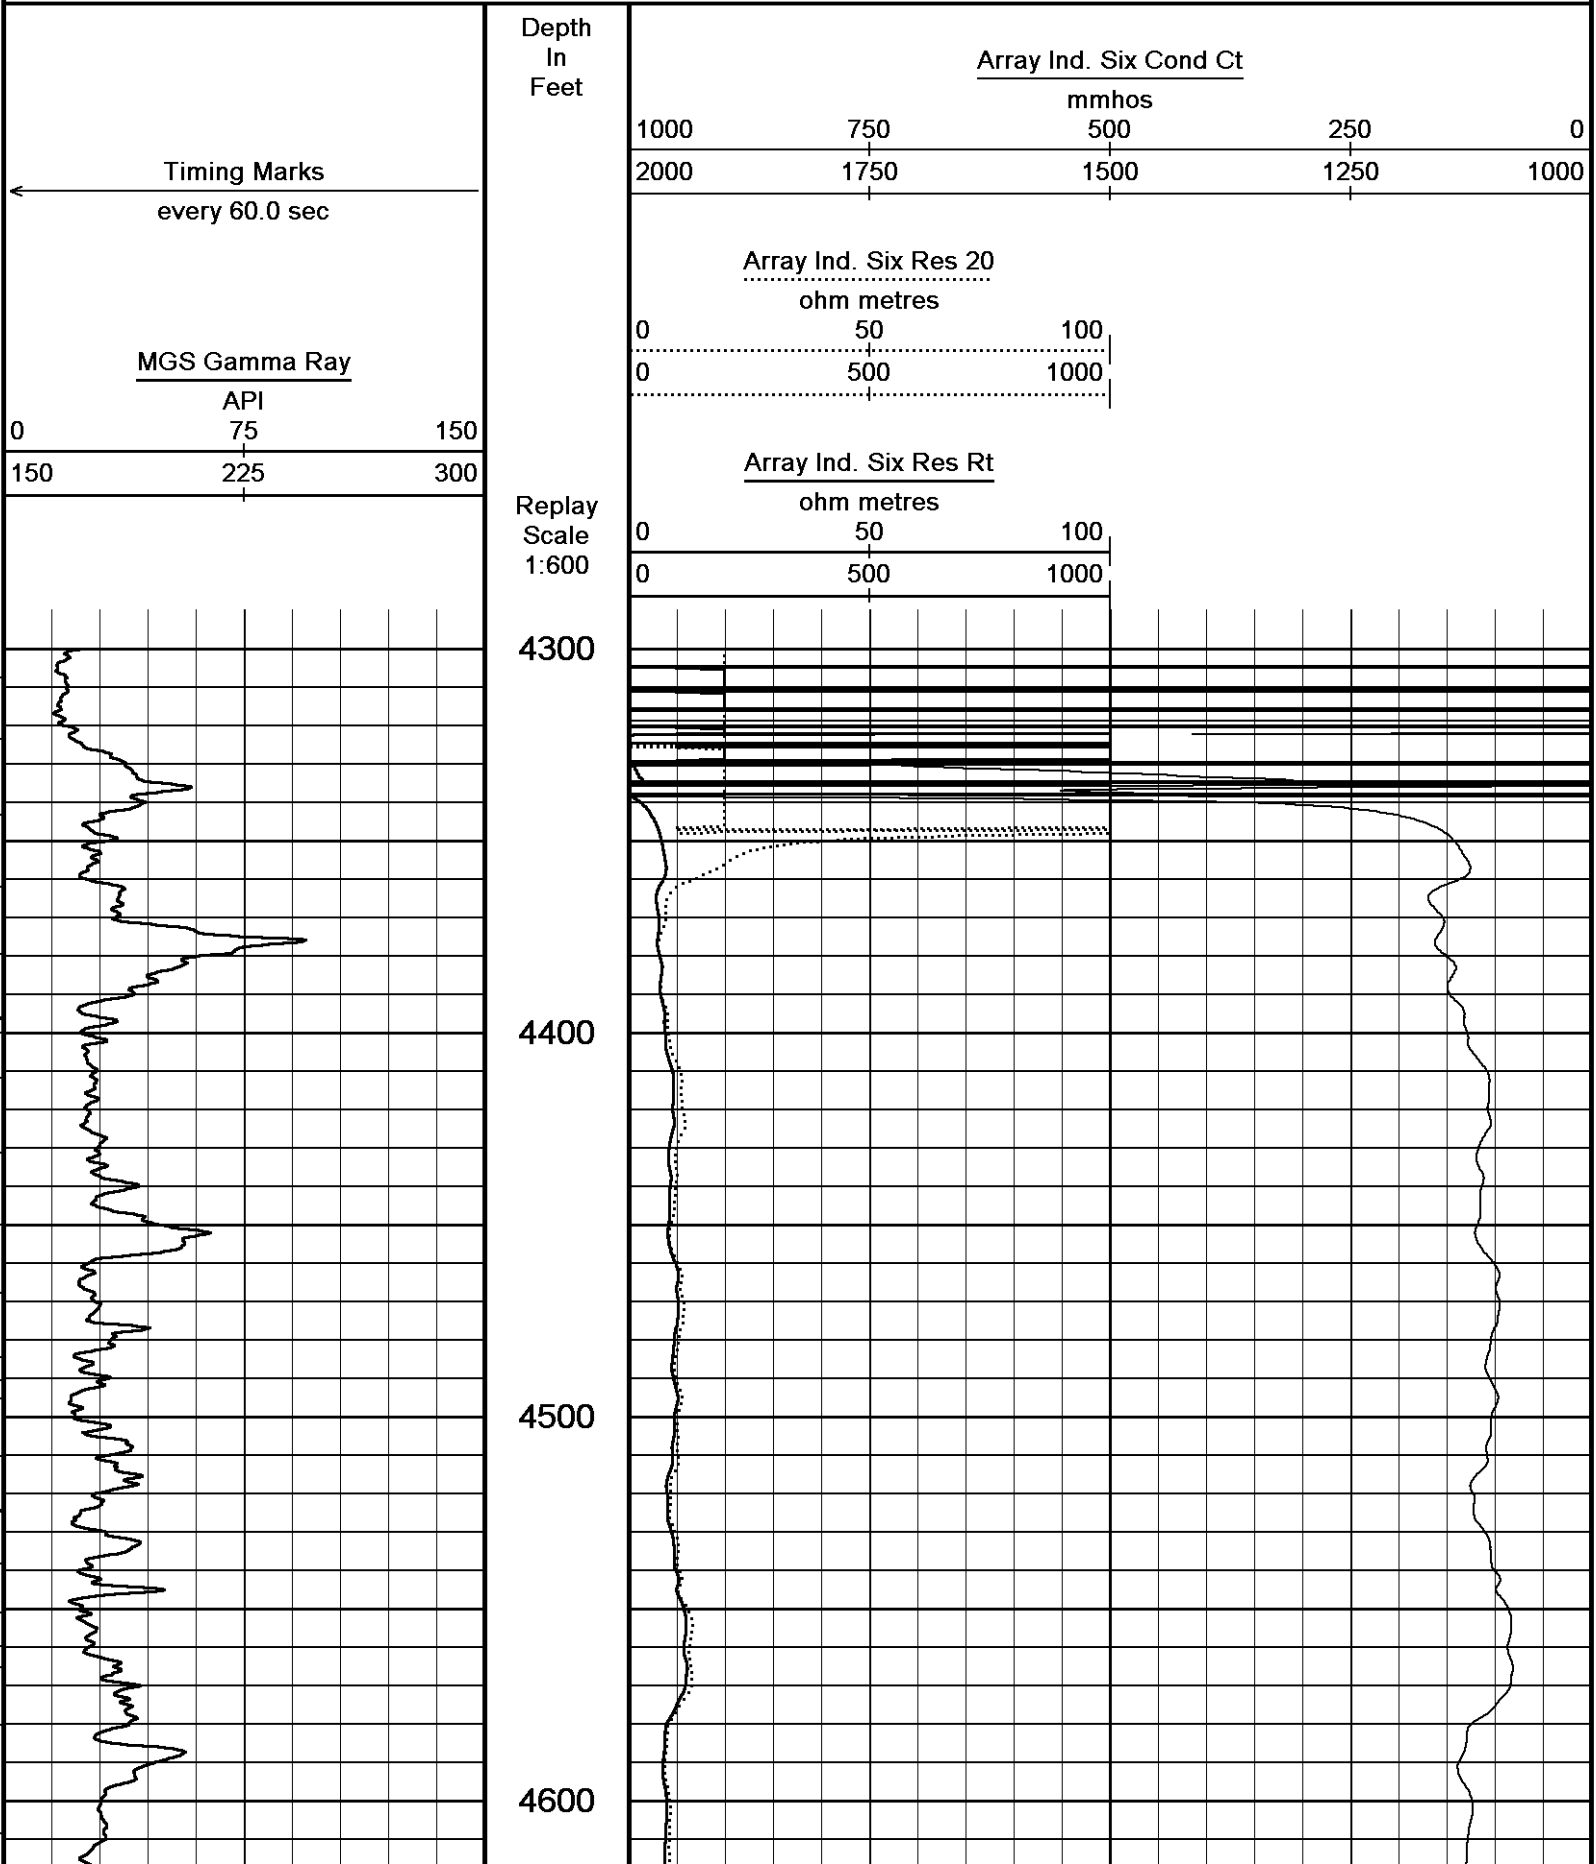 Timing Marks
every 60.0 sec
MGS Gamma Ray
API
0 75 150
150 225 300
Depth
In
Feet
Replay
Scale
1:600
Array Ind. Six Cond Ct
mmhos
1000 750 500 250 0
2000 1750 1500 1250 1000
Array Ind. Six Res 20
ohm metres
0 50 100
0 500 1000
Array Ind. Six Res Rt
ohm metres
0 50 100
0 500 1000
4300
4400
4500
4600